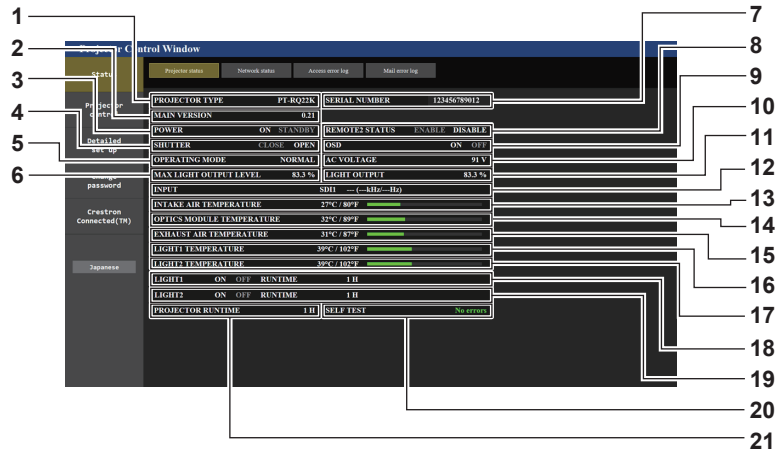 1
2
3
4
5
6
7
8
9
10
11
12
13
14
15
16
17
18
19
20
21
Projector Control Window
Status
Projector status Network status Access error log Mail error log
Projector control
Detailed set up
Change password
Crestron Connected(TM)
Japanese
PROJECTOR TYPE PT-RQ22K SERIAL NUMBER 123456789012
MAIN VERSION 0.21
POWER ON STANDBY REMOTE2 STATUS ENABLE DISABLE
SHUTTER CLOSE OPEN OSD ON OFF
OPERATING MODE NORMAL AC VOLTAGE 91 V
MAX LIGHT OUTPUT LEVEL 83.3 % LIGHT OUTPUT 83.3 %
INPUT SDI1 --- (---kHz/---Hz)
INTAKE AIR TEMPERATURE 27°C / 80°F
OPTICS MODULE TEMPERATURE 32°C / 89°F
EXHAUST AIR TEMPERATURE 31°C / 87°F
LIGHT1 TEMPERATURE 39°C / 102°F
LIGHT2 TEMPERATURE 39°C / 102°F
LIGHT1 ON OFF RUNTIME 1 H
LIGHT2 ON OFF RUNTIME 1 H
PROJECTOR RUNTIME 1 H SELF TEST No errors